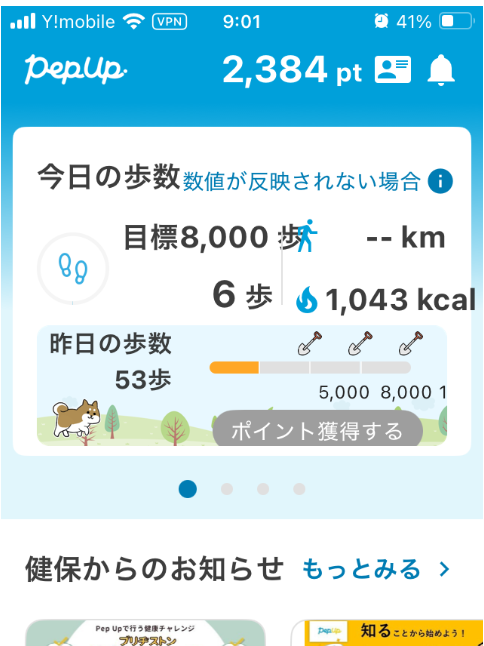 Y!mobile VPN 9:01 41%
PepUp
2,384 pt
今日の歩数 数値が反映されない場合
目標8,000 歩
-- km
6 歩
1,043 kcal
昨日の歩数
53歩
5,000 8,000 1
ポイント獲得する
健保からのお知らせ もっとみる
Pep Upで行う健康チャレンジ
ブリヂストン
PepUp 知ることから始めよう!